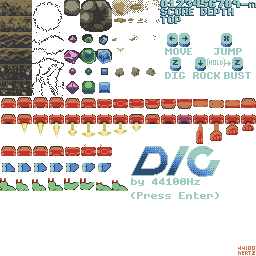 0123456789-m
SCORE DEPTH
TOP
MOVE JUMP
Z HOLD Z
DIG ROCK BUST
DIG
by 44100Hz
(Press Enter)
44100
HERTZ